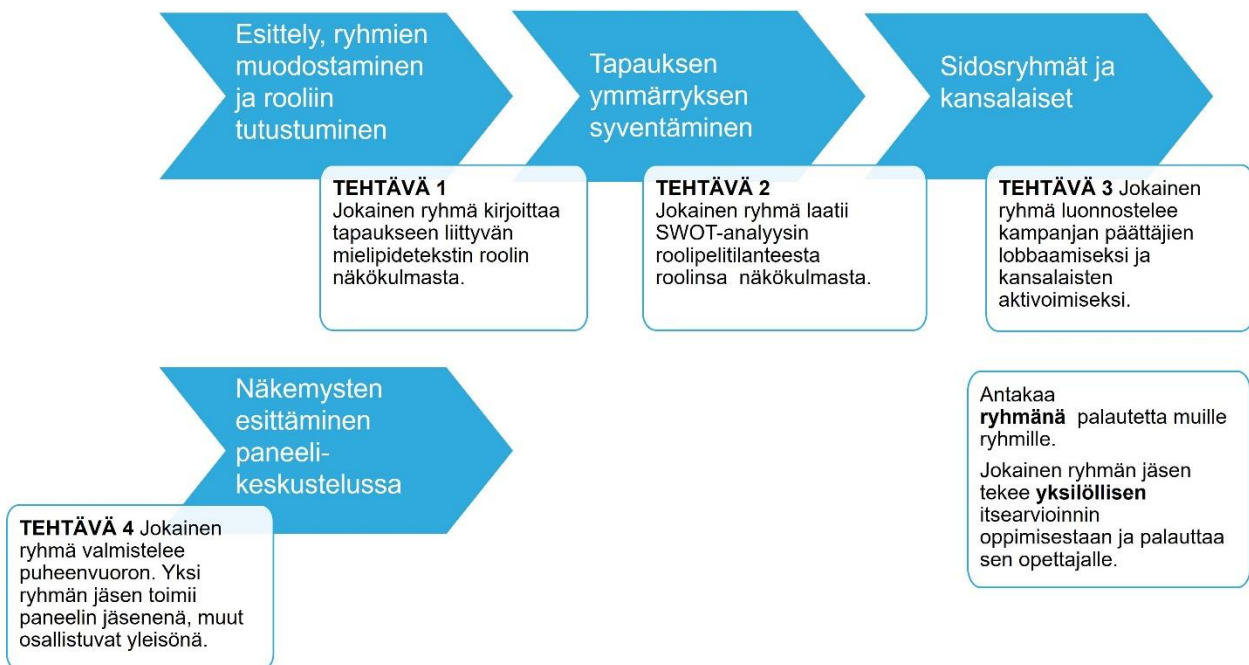 Esittely, ryhmien
muodostaminen
ja rooliin
tutustuminen
TEHTÄVÄ 1
Jokainen ryhmä kirjoittaa
tapaukseen liittyvän
mielipidetekstin roolin
näkökulmasta.
Tapauksen
ymmärryksen
syventäminen
TEHTÄVÄ 2
Jokainen ryhmä laatii
SWOT-analyysin
roolipelitilanteesta
roolinsa näkökulmasta.
Sidosryhmät ja
kansalaiset
TEHTÄVÄ 3 Jokainen
ryhmä luonnostelee
kampanjan päättäjien
lobbaamiseksi ja
kansalaisten
aktivoimiseksi.
Näkemysten
esittäminen
paneeli-
keskustelussa
TEHTÄVÄ 4 Jokainen
ryhmä valmistelee
puheenvuoron. Yksi
ryhmän jäsen toimii
paneelin jäsenenä, muut
osallistuvat yleisönä.
Antakaa
ryhmänä palautetta muille
ryhmille.
Jokainen ryhmän jäsen
tekee yksilöllisen
itsearvioinnin
oppimisestaan ja palauttaa
sen opettajalle.